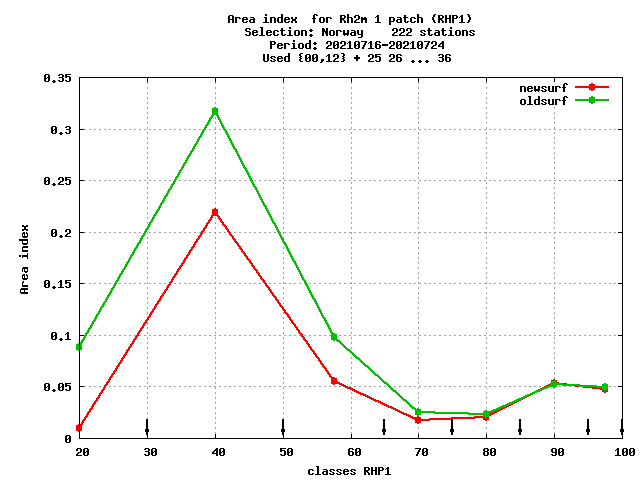 Area index  for Rh2m 1 patch (RHP1)
Selection: Norway    222 stations
Period: 20210716-20210724
Used {00,12} + 25 26 ... 36
newsurf
oldsurf
0.35
0.3
0.25
0.2
0.15
0.1
0.05
0
Area index
20 30 40 50 60 70 80 90 100
classes RHP1